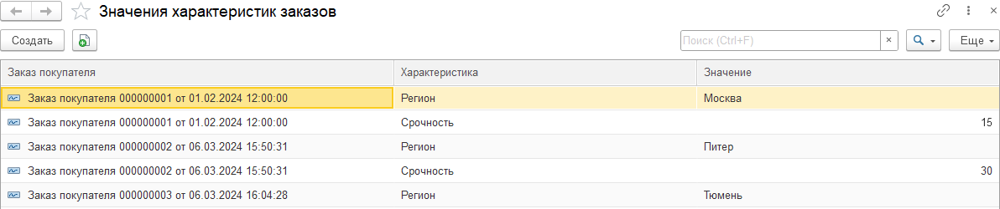 Значения характеристик заказов
Создать
Поиск (Ctrl+F)
×
Еще
Заказ покупателя Характеристика Значение
Заказ покупателя 000000001 от 01.02.2024 12:00:00 Регион Москва
Заказ покупателя 000000001 от 01.02.2024 12:00:00 Срочность 15
Заказ покупателя 000000002 от 06.03.2024 15:50:31 Регион Питер
Заказ покупателя 000000002 от 06.03.2024 15:50:31 Срочность 30
Заказ покупателя 000000003 от 06.03.2024 16:04:28 Регион Тюмень